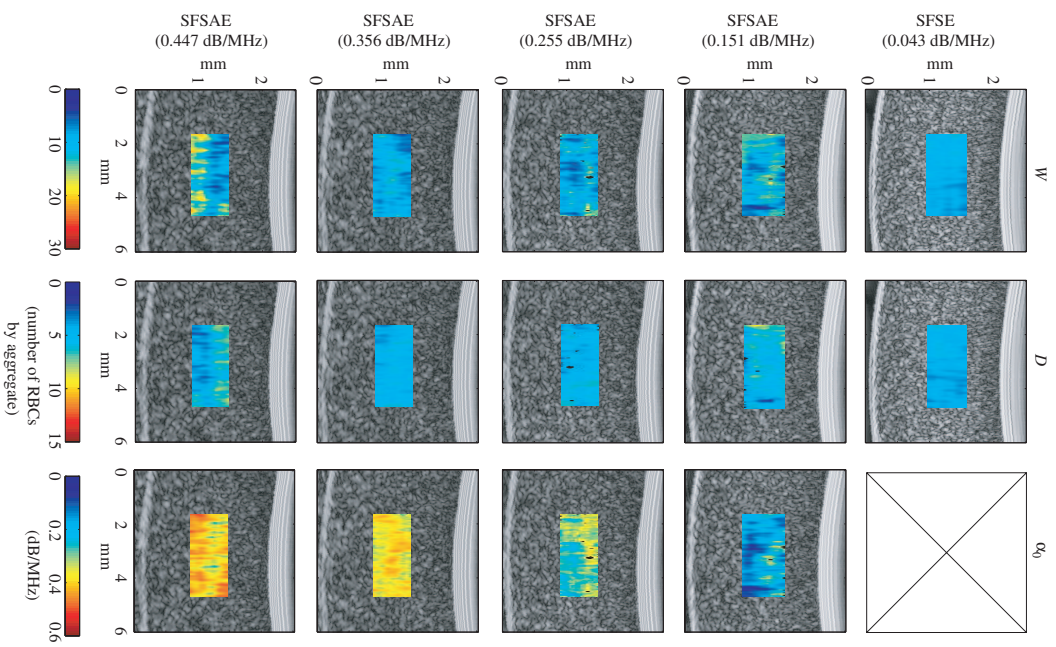 SFSAE
(0.447 dB/MHz)
SFSAE
(0.356 dB/MHz)
SFSAE
(0.255 dB/MHz)
SFSAE
(0.151 dB/MHz)
SFSE
(0.043 dB/MHz)
mm
mm
mm
mm
mm
1 2
0 1 2
0 1 2
0 1 2
0 1 2
W
D
α0
0 2 4 6
mm
0 2 4 6
mm
0 2 4 6
mm
0 10 20 30
0 5 10 15
(number of RBCs
by aggregate)
0 0.2 0.4 0.6
(dB/MHz)